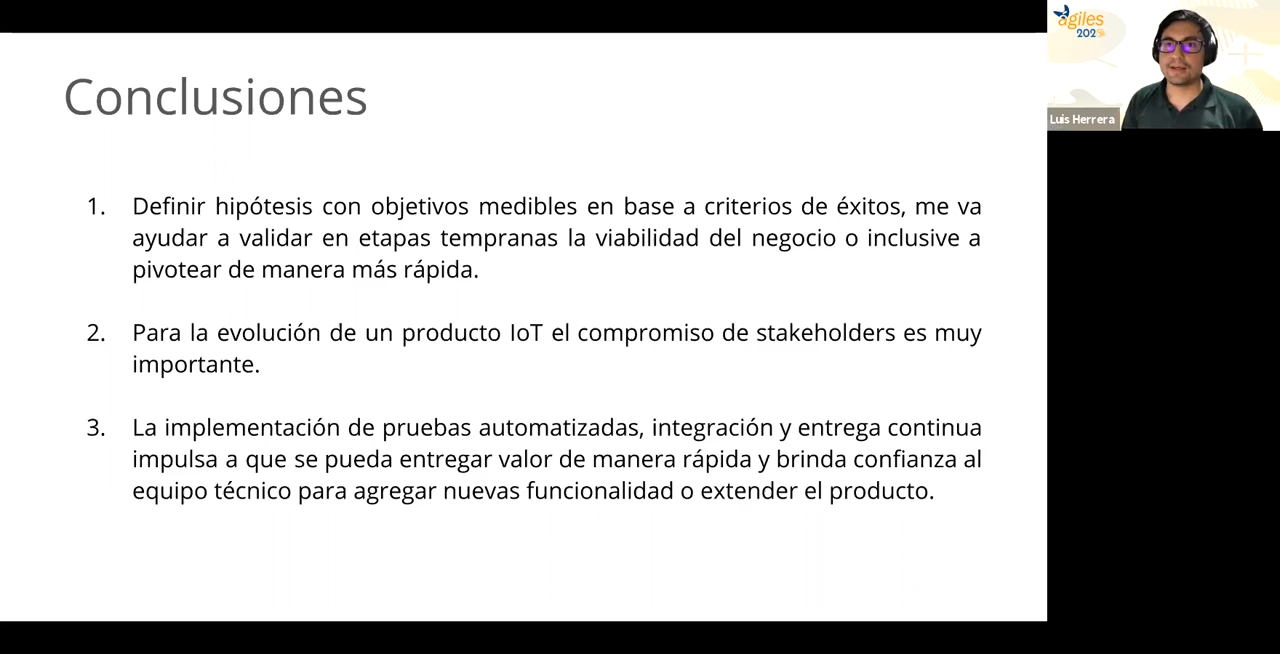 Conclusiones
1. Definir hipótesis con objetivos medibles en base a criterios de éxitos, me va
ayudar a validar en etapas tempranas la viabilidad del negocio o inclusive a
pivotear de manera más rápida.
2. Para la evolución de un producto IoT el compromiso de stakeholders es muy
importante.
3. La implementación de pruebas automatizadas, integración y entrega continua
impulsa a que se pueda entregar valor de manera rápida y brinda confianza al
equipo técnico para agregar nuevas funcionalidad o extender el producto.
agiles
Luis Herrera